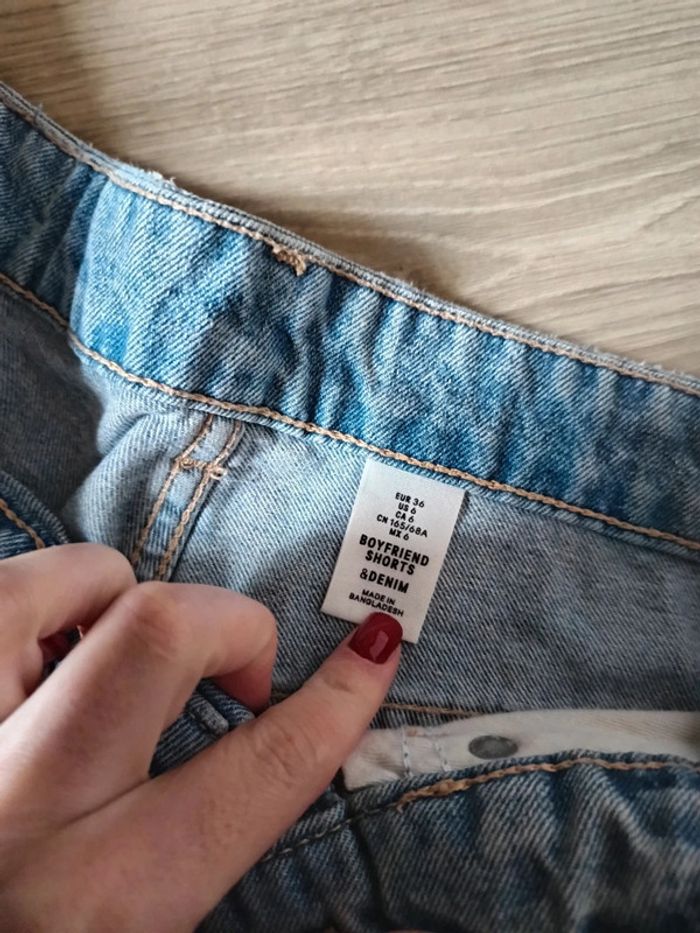 EUR 36
US 6
CA 6
CN 165/68A
MX 6
BOYFRIEND
SHORTS
&DENIM
MADE IN
BANGLADESH